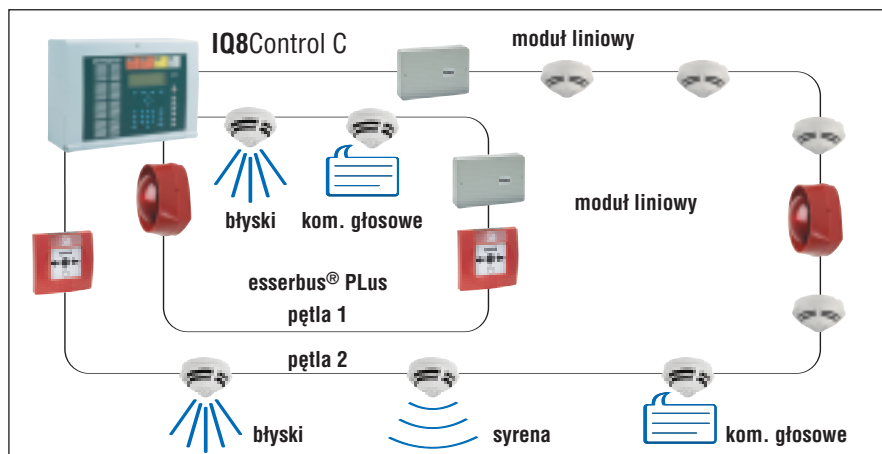 IQ8Control C
moduł liniowy
błyski
kom. głosowe
moduł liniowy
esserbus® PLus
pętla 1
pętla 2
błyski
syrena
kom. głosowe